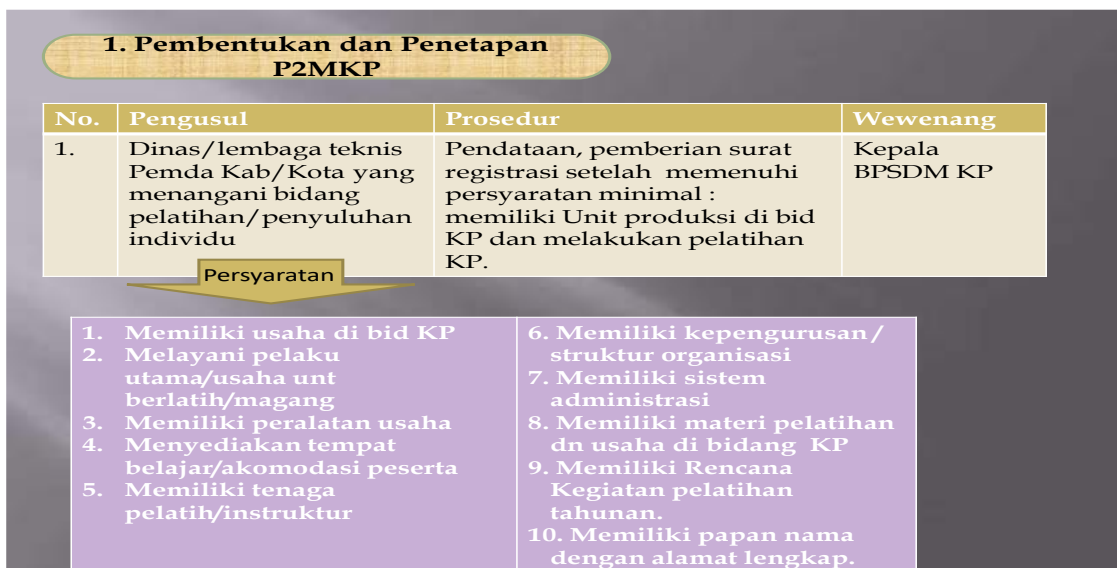 1. Pembentukan dan Penetapan
P2MKP
No. Pengusul Prosedur Wewenang
1. Dinas/lembaga teknis
Pemda Kab/Kota yang
menangani bidang
pelatihan/penyuluhan
individu
Pendataan, pemberian surat
registrasi setelah memenuhi
persyaratan minimal :
memiliki Unit produksi di bid
KP dan melakukan pelatihan
KP.
Kepala
BPSDM KP
Persyaratan
1. Memiliki usaha di bid KP
2. Melayani pelaku
utama/usaha unt
berlatih/magang
3. Memiliki peralatan usaha
4. Menyediakan tempat
belajar/akomodasi peserta
5. Memiliki tenaga
pelatih/instruktur
6. Memiliki kepengurusan/
struktur organisasi
7. Memiliki sistem
administrasi
8. Memiliki materi pelatihan
dn usaha di bidang KP
9. Memiliki Rencana
Kegiatan pelatihan
tahunan.
10. Memiliki papan nama
dengan alamat lengkap.